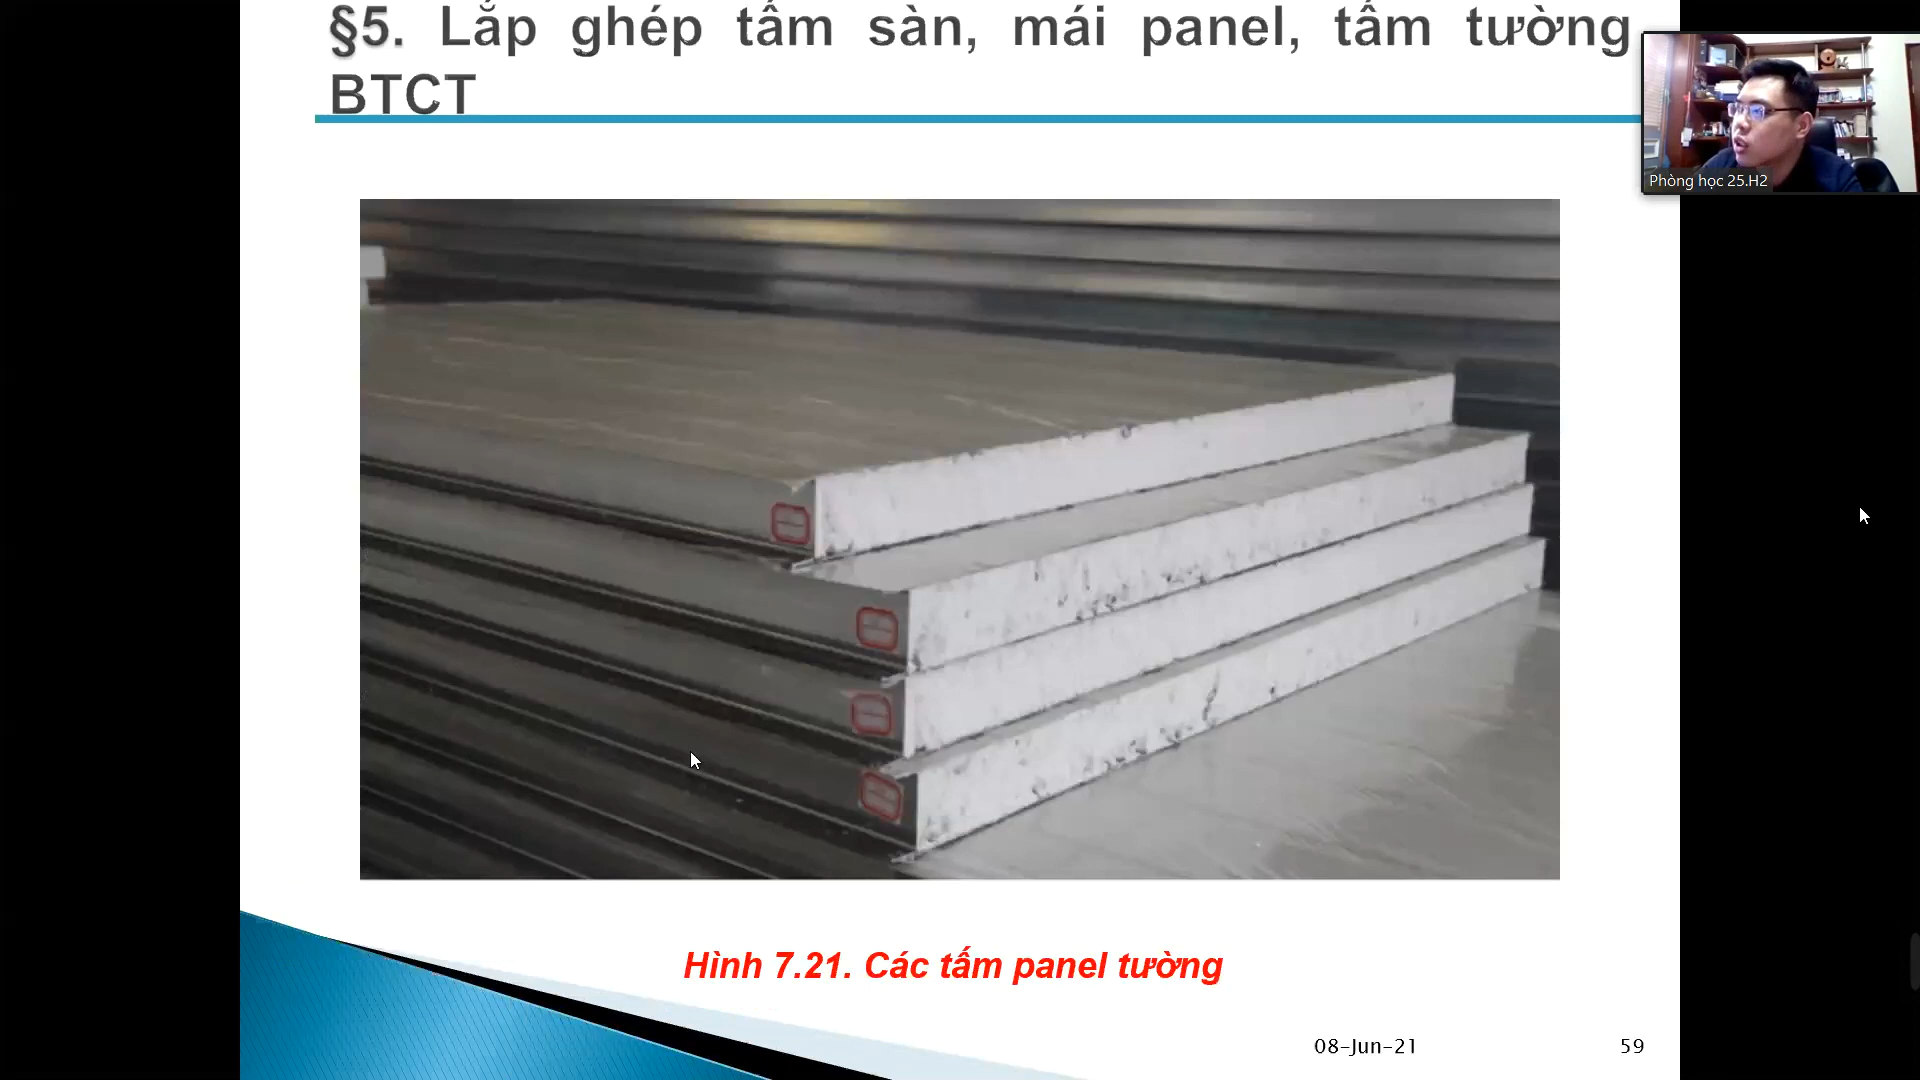 §5. Lắp ghép tấm sàn, mái panel, tấm tường
BTCT
Phòng học 25.H2
Hình 7.21. Các tấm panel tường
08-Jun-21
59